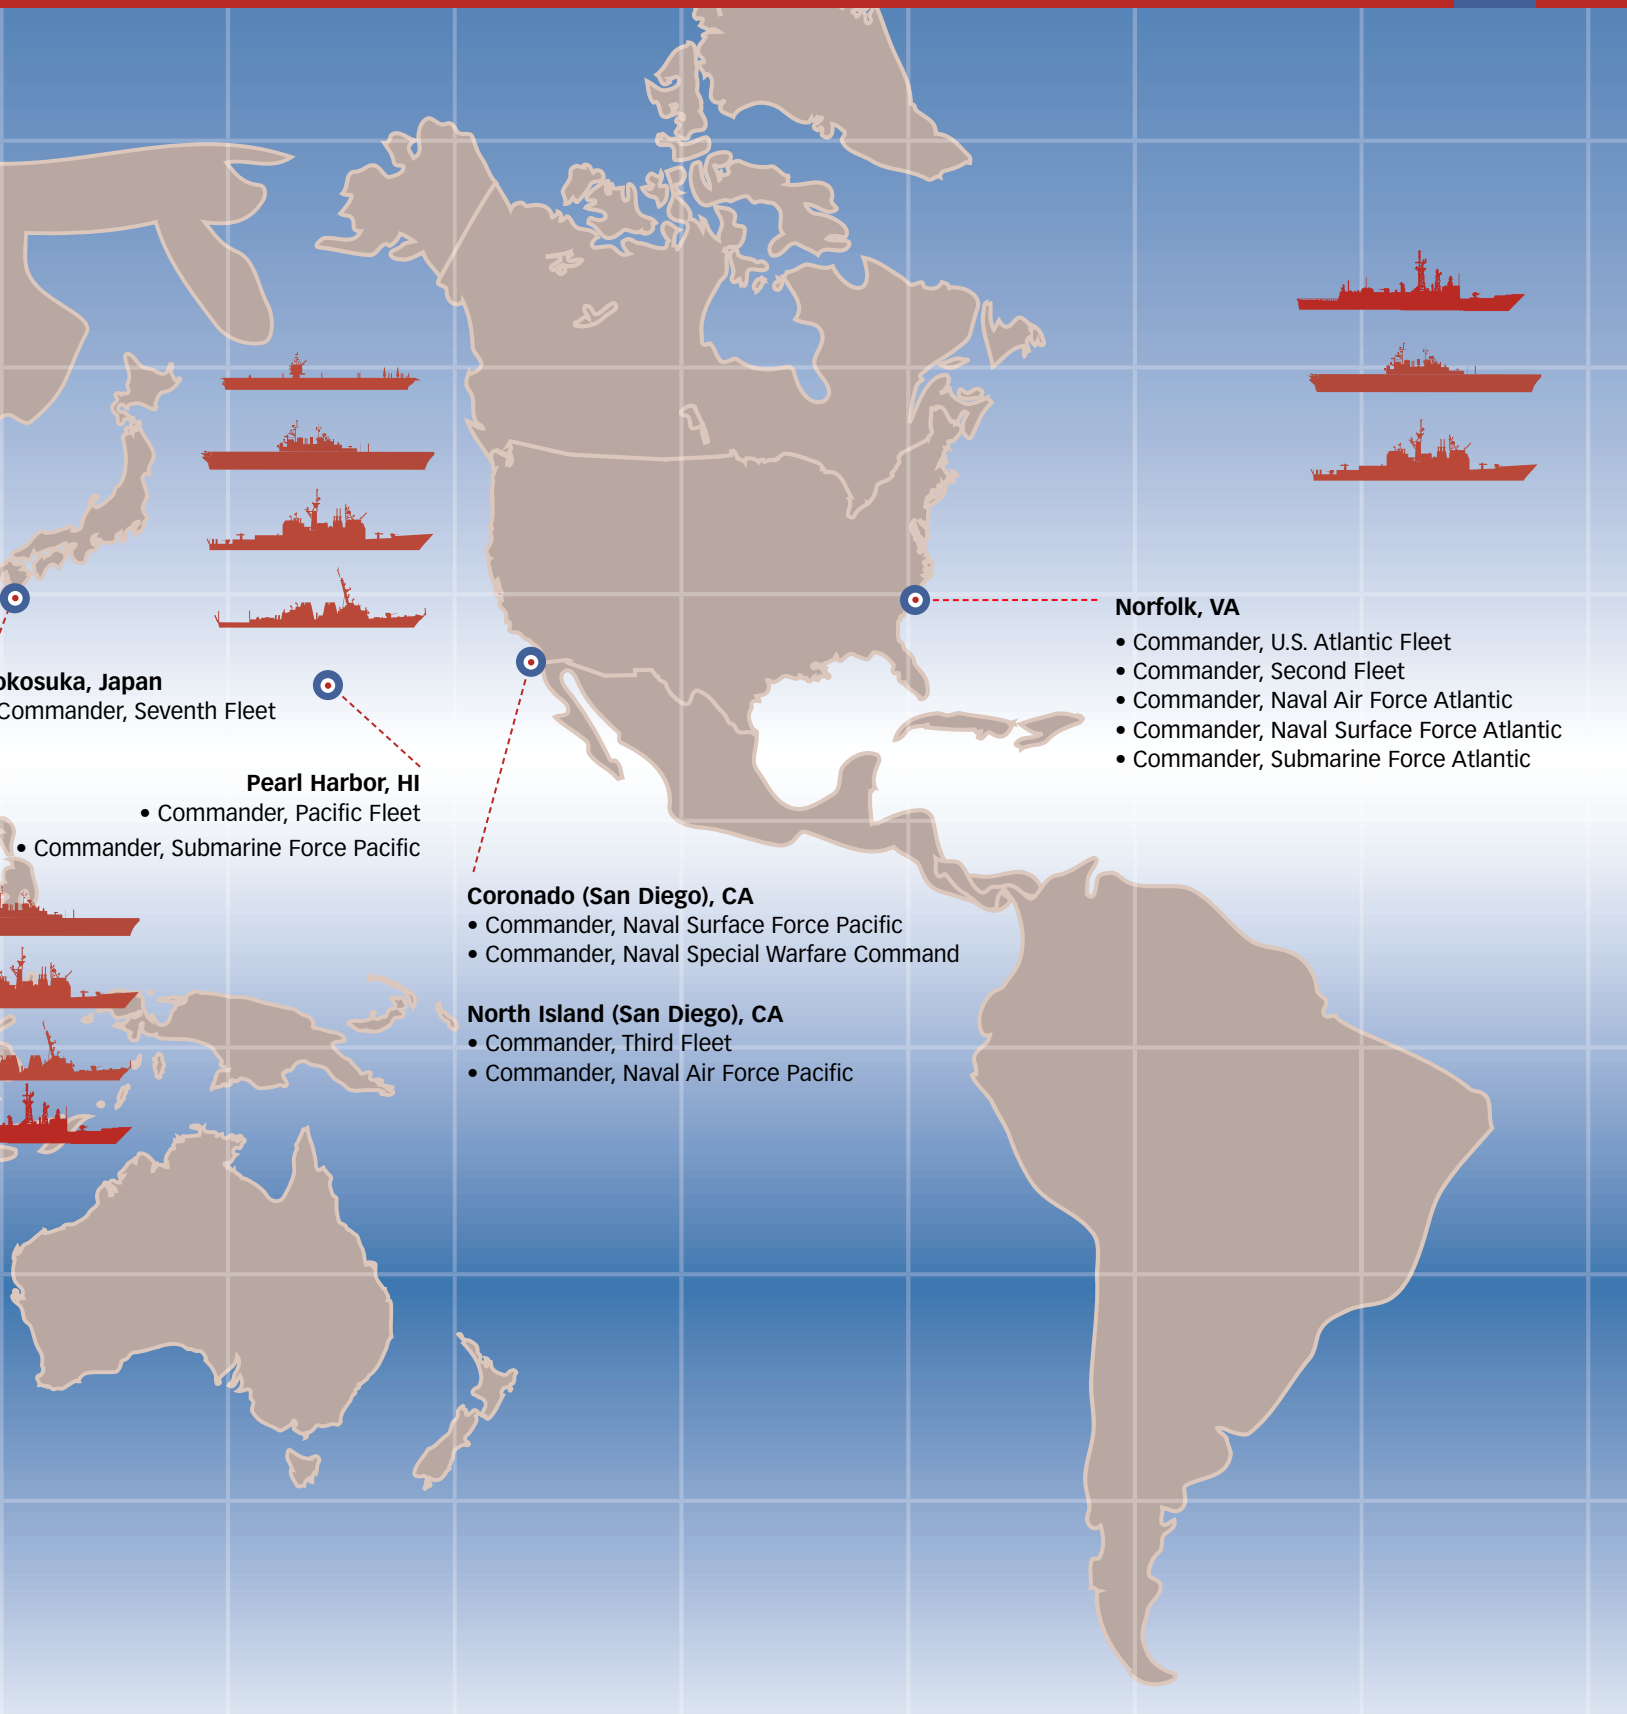 okosuka, Japan
Commander, Seventh Fleet
Pearl Harbor, HI
• Commander, Pacific Fleet
• Commander, Submarine Force Pacific
Coronado (San Diego), CA
• Commander, Naval Surface Force Pacific
• Commander, Naval Special Warfare Command
North Island (San Diego), CA
• Commander, Third Fleet
• Commander, Naval Air Force Pacific
Norfolk, VA
• Commander, U.S. Atlantic Fleet
• Commander, Second Fleet
• Commander, Naval Air Force Atlantic
• Commander, Naval Surface Force Atlantic
• Commander, Submarine Force Atlantic